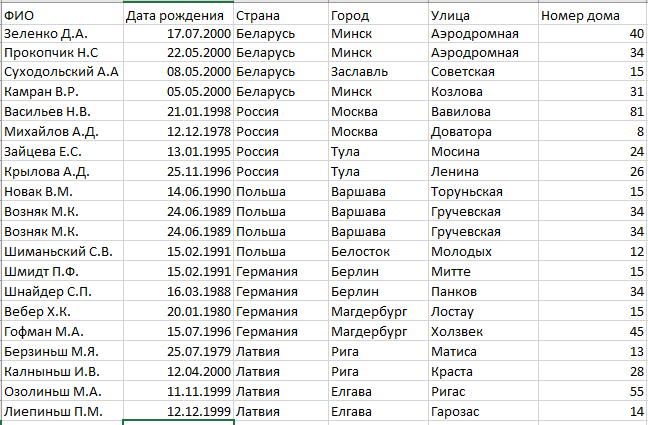 ФИО Дата рождения Страна Город Улица Номер дома
Зеленко Д.А. 17.07.2000 Беларусь Минск Аэродромная 40
Прокопчик Н.С 22.05.2000 Беларусь Минск Аэродромная 34
Суходольский А.А 08.05.2000 Беларусь Заславль Советская 15
Камран В.Р. 05.05.2000 Беларусь Минск Козлова 31
Васильев Н.В. 21.01.1998 Россия Москва Вавилова 81
Михайлов А.Д. 12.12.1978 Россия Москва Доватора 8
Зайцева Е.С. 13.01.1995 Россия Тула Мосина 24
Крылова А.Д. 25.11.1996 Россия Тула Ленина 26
Новак В.М. 14.06.1990 Польша Варшава Торуньская 15
Возняк М.К. 24.06.1989 Польша Варшава Гручевская 34
Возняк М.К. 24.06.1989 Польша Варшава Гручевская 34
Шиманьский С.В. 15.02.1991 Польша Белосток Молодых 12
Шмидт П.Ф. 15.02.1991 Германия Берлин Митте 15
Шнайдер С.П. 16.03.1988 Германия Берлин Панков 34
Вебер Х.К. 20.01.1980 Германия Магдербург Лостау 15
Гофман М.А. 15.07.1996 Германия Магдербург Холзвек 45
Берзиньш М.Я. 25.07.1979 Латвия Рига Матиса 13
Калныньш И.В. 12.04.2000 Латвия Рига Краста 28
Озолиньш М.А. 11.11.1999 Латвия Елгава Ригас 55
Лиепиньш П.М. 12.12.1999 Латвия Елгава Гарозас 14